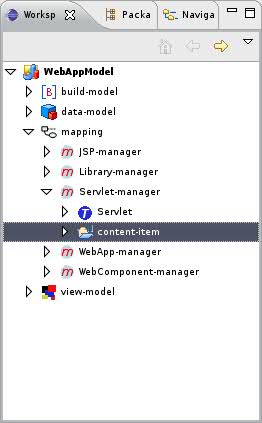 Worksp Packa Naviga
WebAppModel
[B] build-model
data-model
mapping
m JSP-manager
m Library-manager
m Servlet-manager
T Servlet
content-item
m WebApp-manager
m WebComponent-manager
view-model